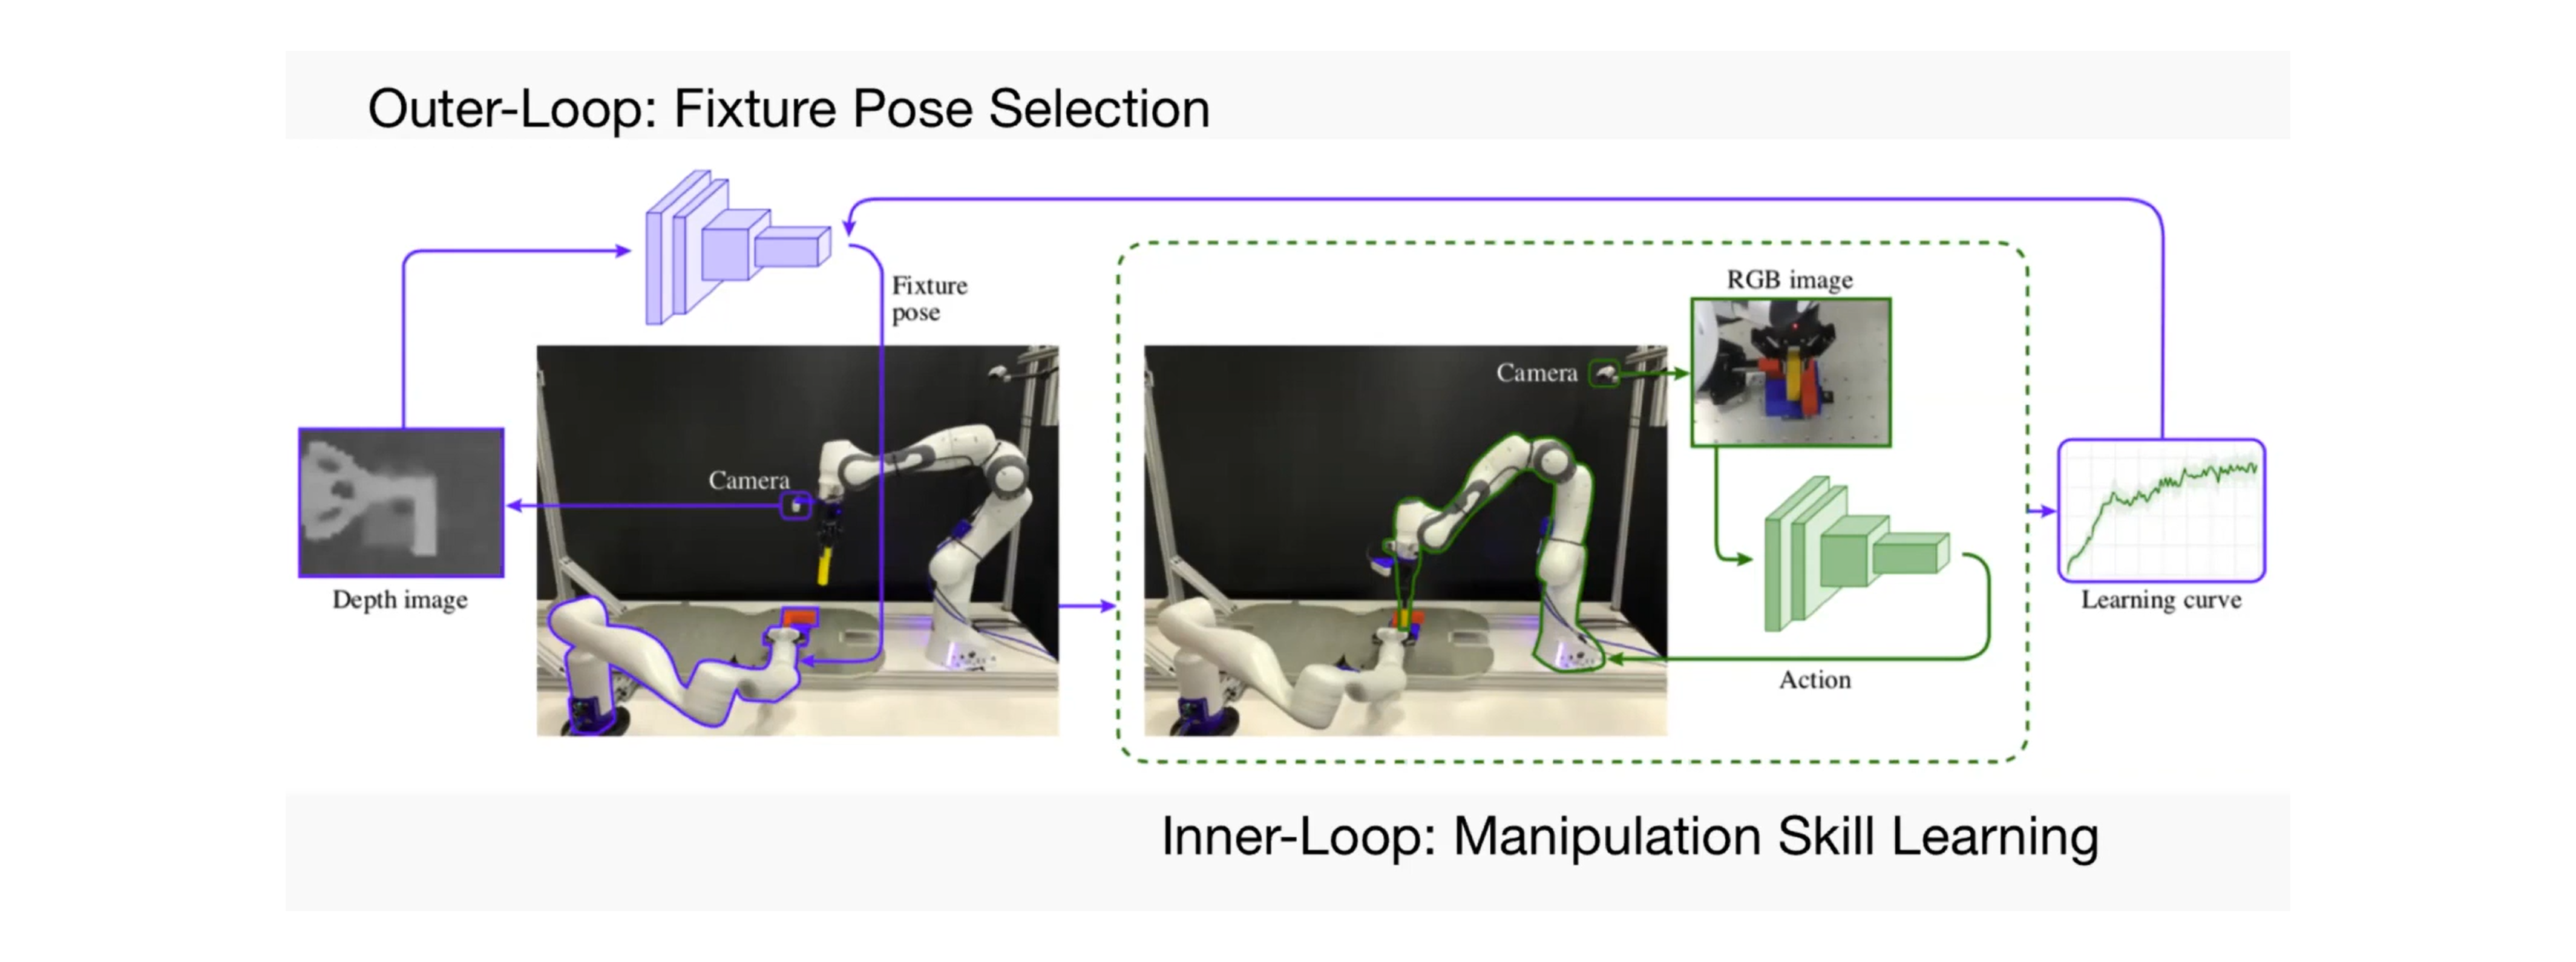 Outer-Loop: Fixture Pose Selection
Fixture
pose
RGB image
Camera
Camera
Depth image
Learning curve
Action
Inner-Loop: Manipulation Skill Learning